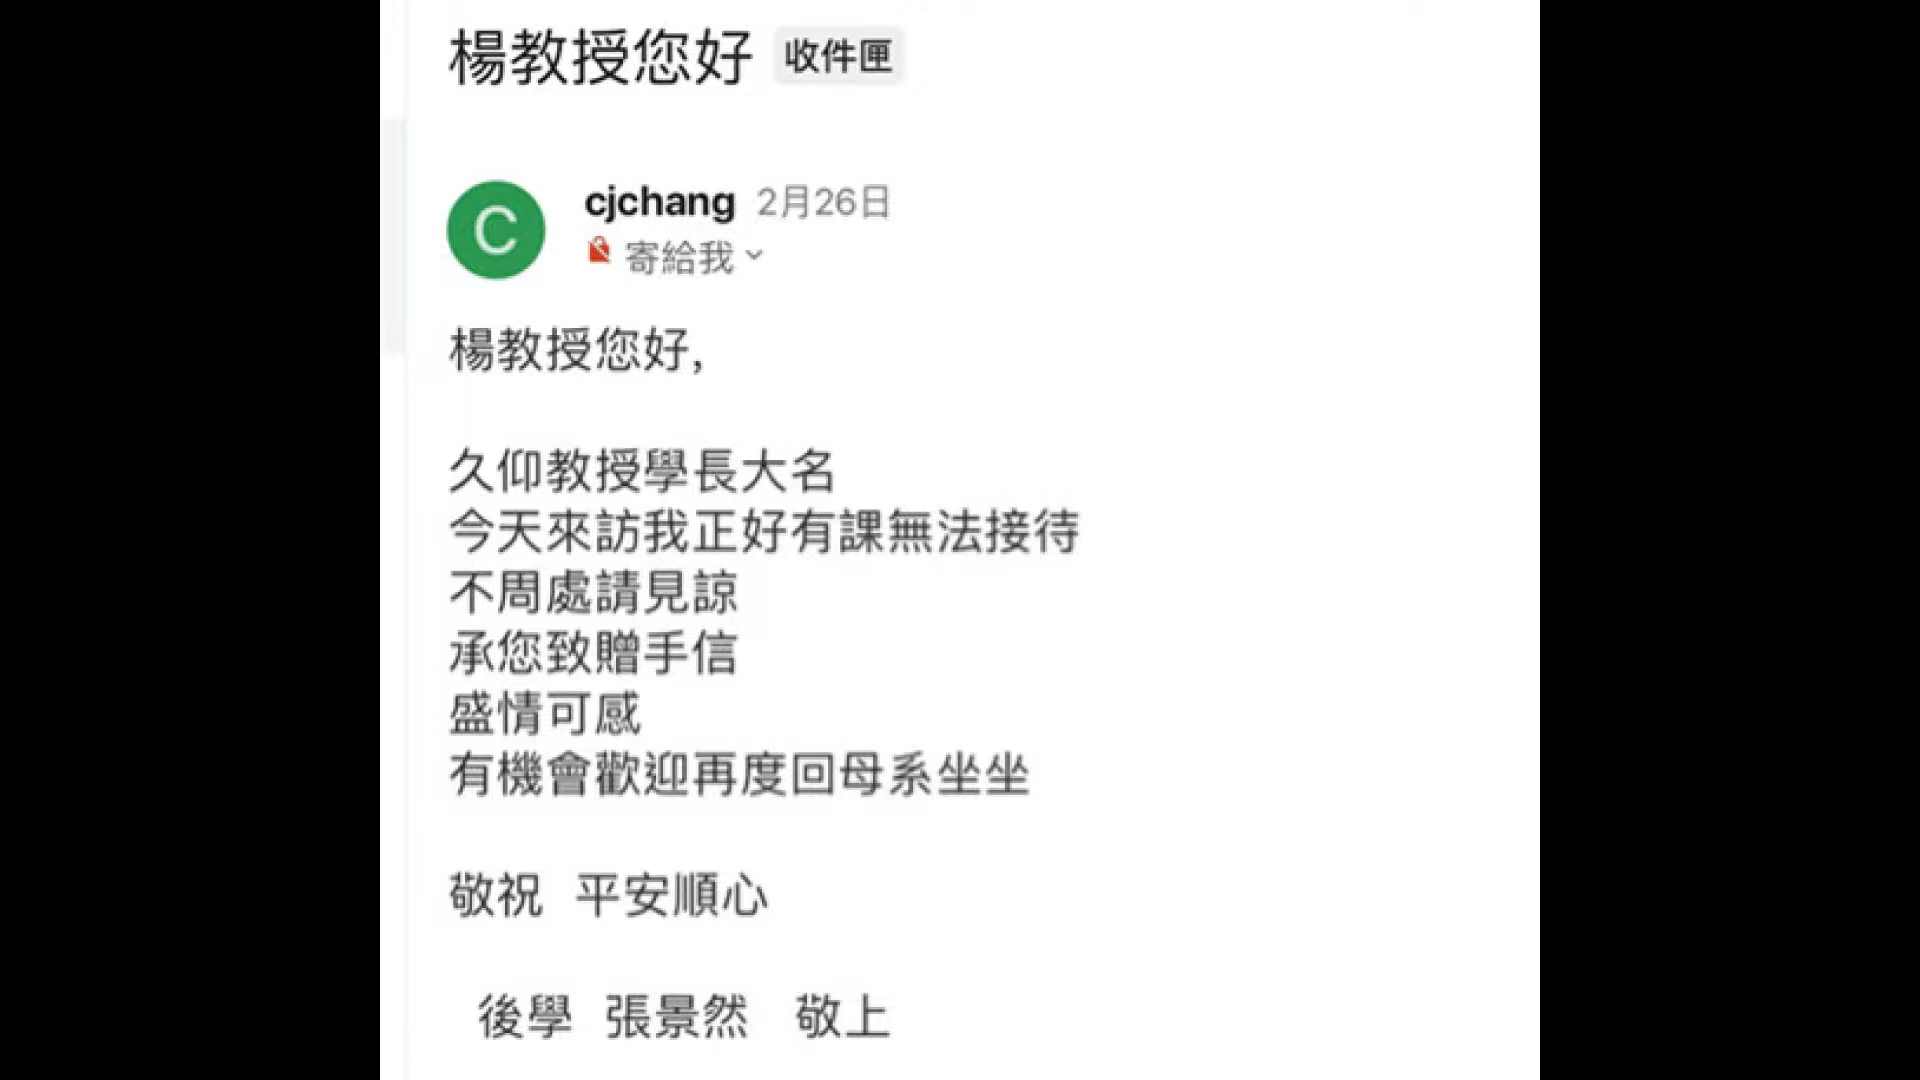 楊教授您好 收件匣
C
cjchang 2月26日
寄給我
楊教授您好,
久仰教授學長大名
今天來訪我正好有課無法接待
不周處請見諒
承您致贈手信
盛情可感
有機會歡迎再度回母系坐坐
敬祝 平安順心
後學 張景然 敬上